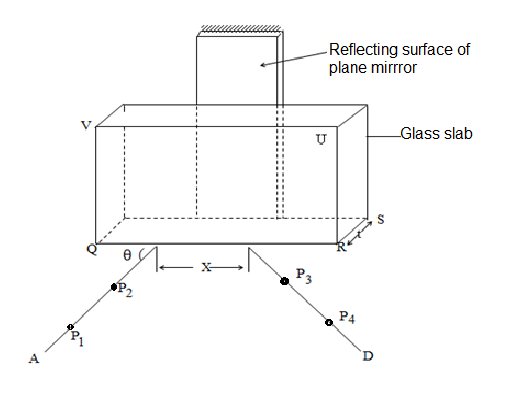 Reflecting surface of
plane mirrror
V
U
Glass slab
S
t
Q
R
θ
X
P2
P3
P1
P4
A
D